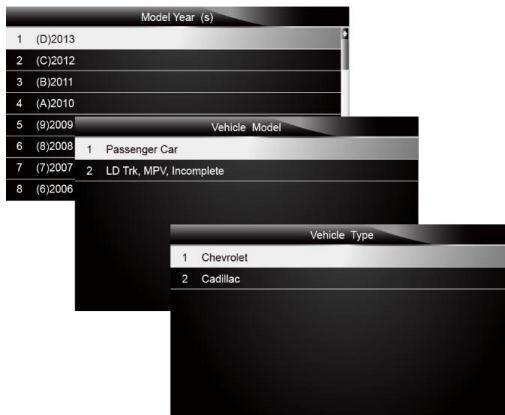 Model Year (s)
1 (D)2013
2 (C)2012
3 (B)2011
4 (A)2010
5 (9)2009
6 (8)2008
7 (7)2007
8 (6)2006
Vehicle Model
1 Passenger Car
2 LD Trk, MPV, Incomplete
Vehicle Type
1 Chevrolet
2 Cadillac